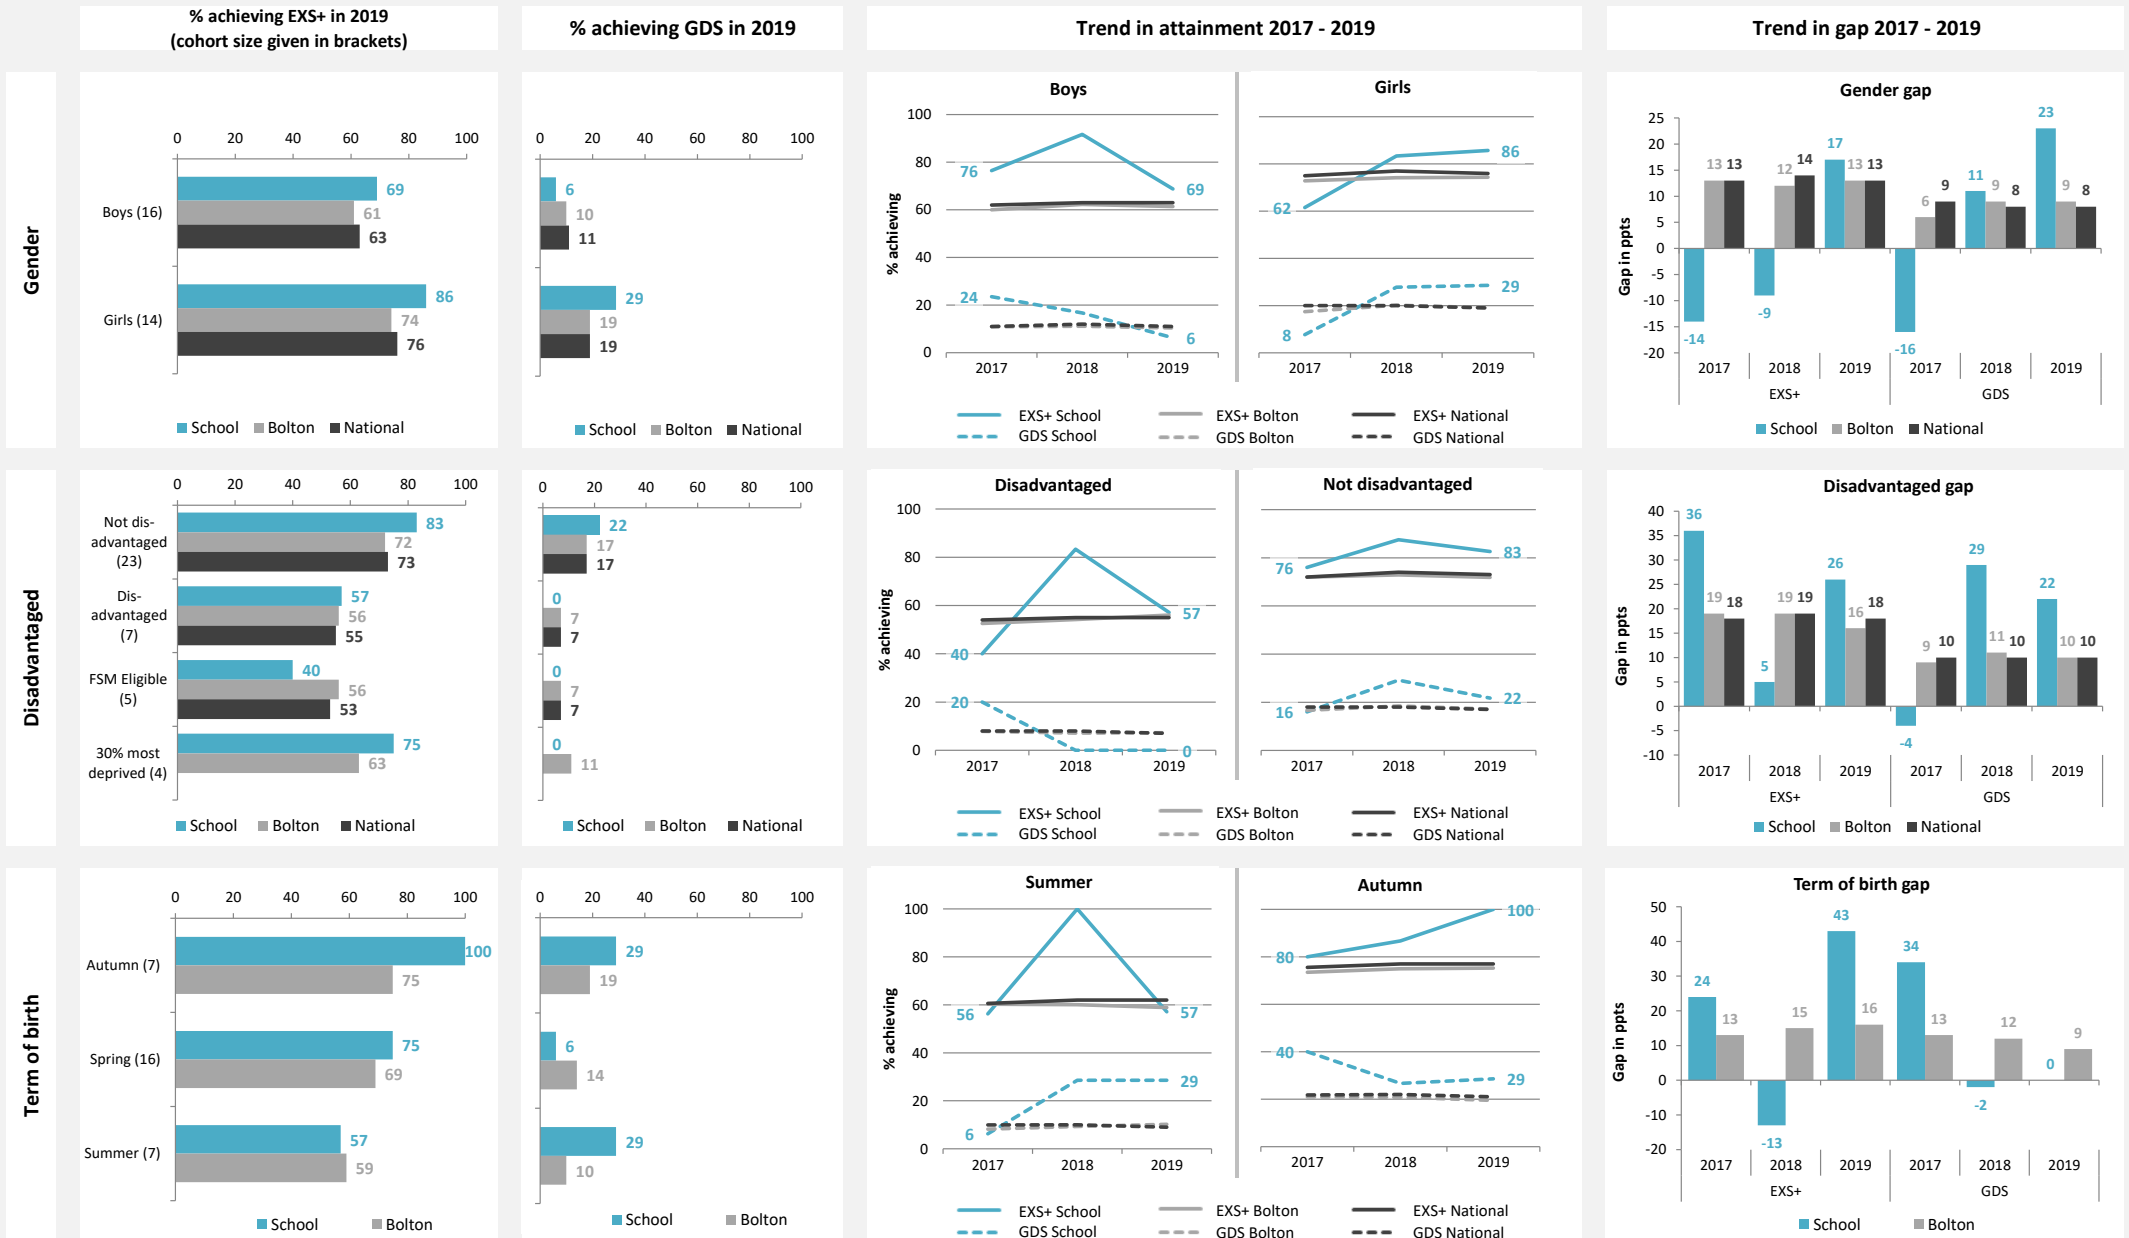 % achieving EXS+ in 2019
(cohort size given in brackets)
% achieving GDS in 2019
Trend in attainment 2017 - 2019
Trend in gap 2017 - 2019
Gender
0 20 40 60 80 100
Boys (16)
69
61
63
Girls (14)
86
74
76
School Bolton National
0 20 40 60 80 100
6
10
11
29
19
19
School Bolton National
Boys
Girls
% achieving
100
80
60
40
20
0
76
69
24
6
2017 2018 2019
62
86
8
29
2017 2018 2019
EXS+ School EXS+ Bolton EXS+ National
GDS School GDS Bolton GDS National
Gender gap
Gap in ppts
25
20
15
10
5
0
-5
-10
-15
-20
-14 13 13
-9 12 14
17 13 13
-16 6 9
11 9 8
23 9 8
2017 2018 2019 2017 2018 2019
EXS+ GDS
School Bolton National
Disadvantaged
0 20 40 60 80 100
Not dis-
advantaged
(23)
83
72
73
Dis-
advantaged
(7)
57
56
55
FSM Eligible
(5)
40
56
53
30% most
deprived (4)
75
63
School Bolton National
0 20 40 60 80 100
22
17
17
0
7
7
0
7
7
0
11
School Bolton National
Disadvantaged
Not disadvantaged
% achieving
100
80
60
40
20
0
40
57
20
0
2017 2018 2019
76
83
16
22
2017 2018 2019
EXS+ School EXS+ Bolton EXS+ National
GDS School GDS Bolton GDS National
Disadvantaged gap
Gap in ppts
40
35
30
25
20
15
10
5
0
-5
-10
36 19 18
5 19 19
26 16 18
-4 9 10
29 11 10
22 10 10
2017 2018 2019 2017 2018 2019
EXS+ GDS
School Bolton National
Term of birth
0 20 40 60 80 100
Autumn (7)
100
75
Spring (16)
75
69
Summer (7)
57
59
School Bolton
0 20 40 60 80 100
29
19
6
14
29
10
School Bolton
Summer
Autumn
% achieving
100
80
60
40
20
0
56
57
6
29
2017 2018 2019
80
100
40
29
2017 2018 2019
EXS+ School EXS+ Bolton EXS+ National
GDS School GDS Bolton GDS National
Term of birth gap
Gap in ppts
50
40
30
20
10
0
-10
-20
24 13
-13 15
43 16
34 13
-2 12
0 9
2017 2018 2019 2017 2018 2019
EXS+ GDS
School Bolton